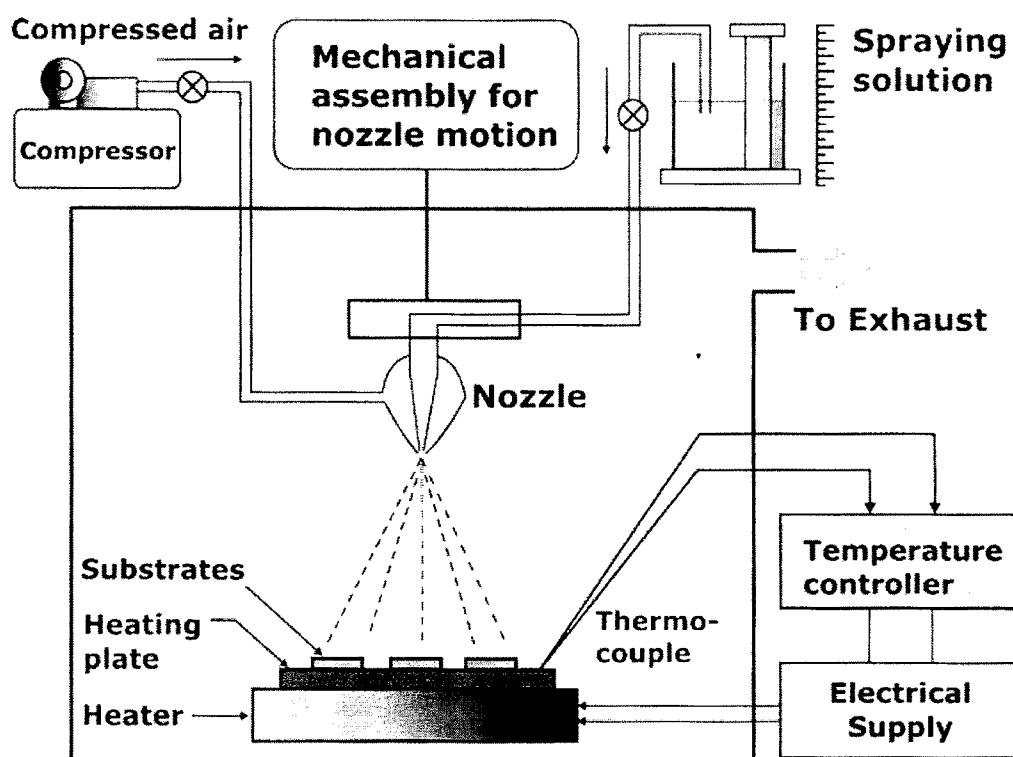 Compressed air
Compressor
Mechanical
assembly for
nozzle motion
Spraying
solution
To Exhaust
Nozzle
Substrates
Heating
plate
Heater
Thermo-
couple
Temperature
controller
Electrical
Supply